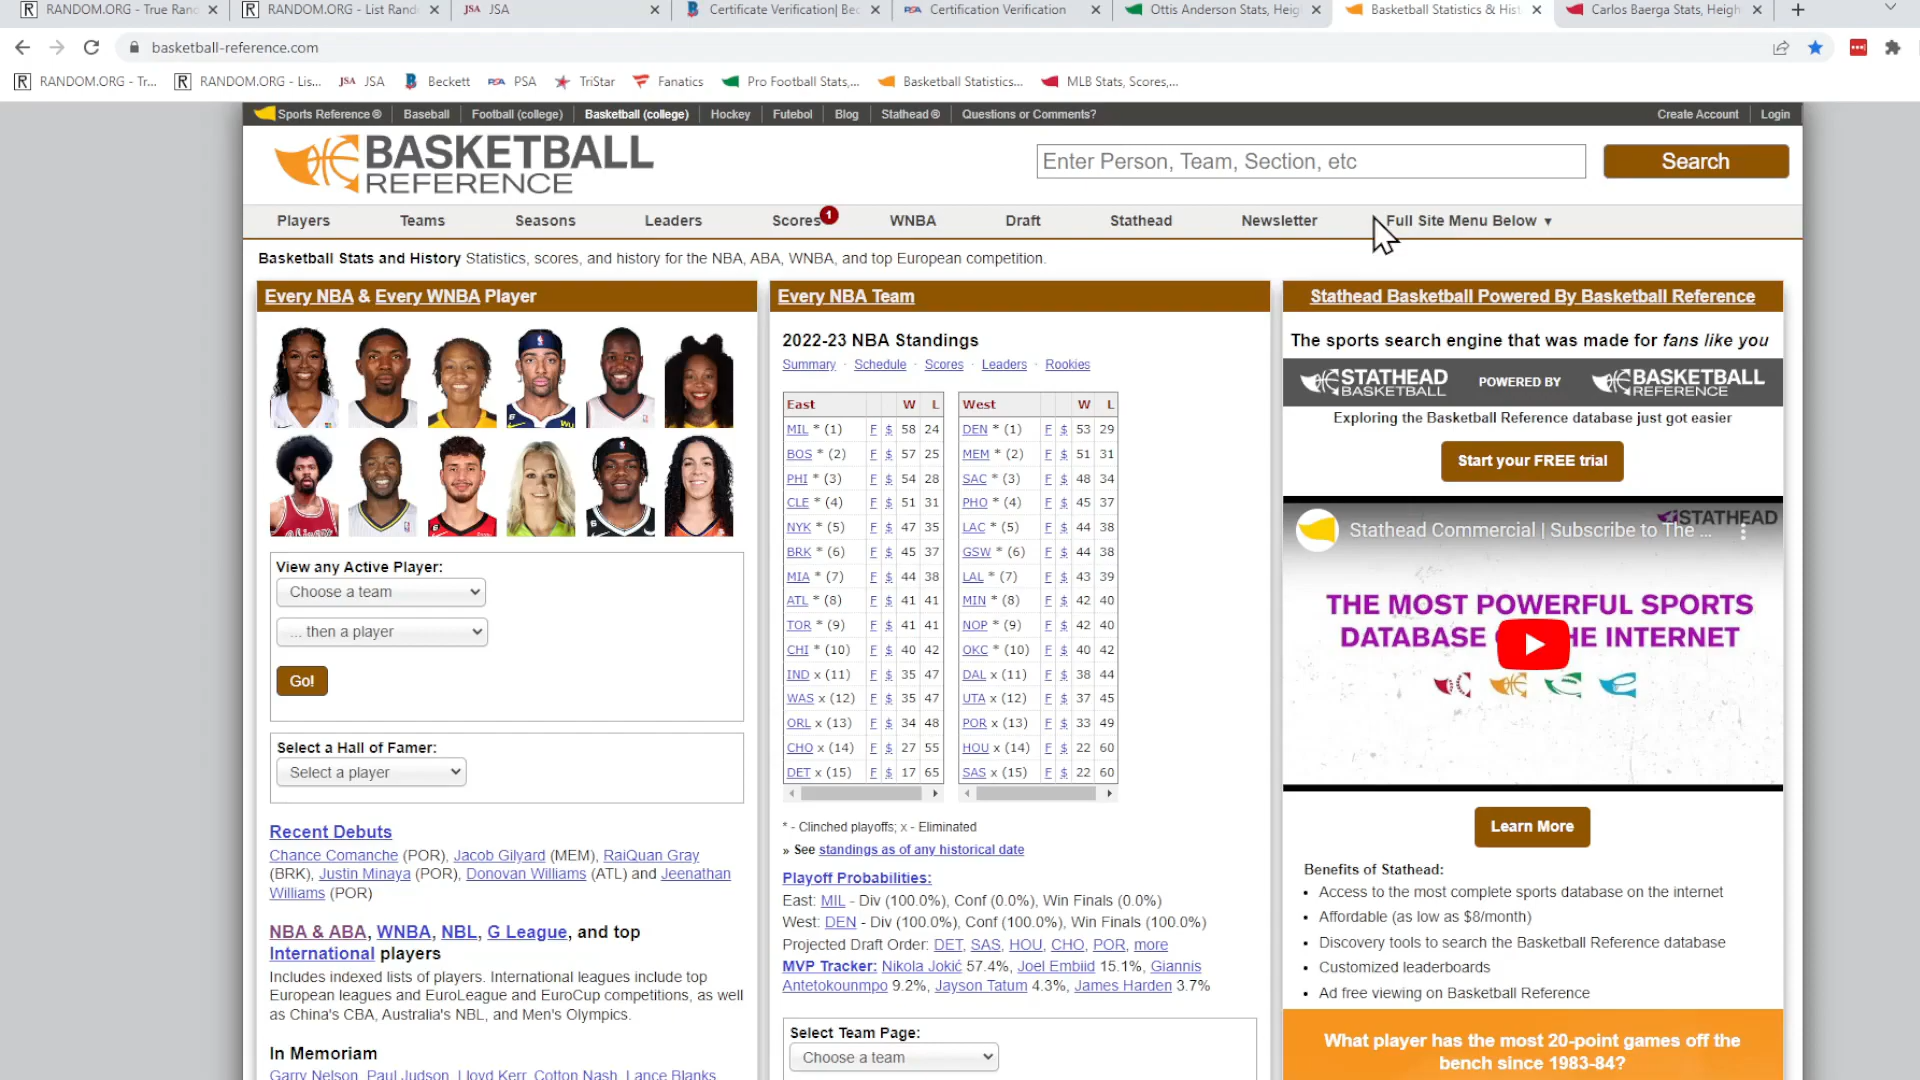 RANDOM.ORG - True Ran
RANDOM.ORG - List Rand
JSA JSA
Certificate Verification| Bec
PSA Certification Verification
Ottis Anderson Stats, Heig
Basketball Statistics & Hist
Carlos Baerga Stats, Heigh
basketball-reference.com
RANDOM.ORG - Tr...
RANDOM.ORG - Lis...
JSA JSA
Beckett
PSA PSA
TriStar
Fanatics
Pro Football Stats,...
Basketball Statistics...
MLB Stats, Scores,...
Sports Reference ® Baseball Football (college) Basketball (college) Hockey Futebol Blog Stathead ® Questions or Comments? Create Account Login
BASKETBALL
REFERENCE
Enter Person, Team, Section, etc
Search
Players Teams Seasons Leaders Scores 1 WNBA Draft Stathead Newsletter Full Site Menu Below ▼
Basketball Stats and History Statistics, scores, and history for the NBA, ABA, WNBA, and top European competition.
Every NBA & Every WNBA Player
View any Active Player:
Choose a team
... then a player
Go!
Select a Hall of Famer:
Select a player
Recent Debuts
Chance Comanche (POR), Jacob Gilyard (MEM), RaiQuan Gray
(BRK), Justin Minaya (POR), Donovan Williams (ATL) and Jeenathan
Williams (POR)
NBA & ABA, WNBA, NBL, G League, and top
International players
Includes indexed lists of players. International leagues include top
European leagues and EuroLeague and EuroCup competitions, as well
as China's CBA, Australia's NBL, and Men's Olympics.
In Memoriam
Garry Nelson, Paul Judson, Lloyd Kerr, Cotton Nash, Lance Blanks
Every NBA Team
2022-23 NBA Standings
Summary · Schedule · Scores · Leaders · Rookies
East W L
MIL * (1) F $ 58 24
BOS * (2) F $ 57 25
PHI * (3) F $ 54 28
CLE * (4) F $ 51 31
NYK * (5) F $ 47 35
BRK * (6) F $ 45 37
MIA * (7) F $ 44 38
ATL * (8) F $ 41 41
TOR * (9) F $ 41 41
CHI * (10) F $ 40 42
IND x (11) F $ 35 47
WAS x (12) F $ 35 47
ORL x (13) F $ 34 48
CHO x (14) F $ 27 55
DET x (15) F $ 17 65
West W L
DEN * (1) F $ 53 29
MEM * (2) F $ 51 31
SAC * (3) F $ 48 34
PHO * (4) F $ 45 37
LAC * (5) F $ 44 38
GSW * (6) F $ 44 38
LAL * (7) F $ 43 39
MIN * (8) F $ 42 40
NOP * (9) F $ 42 40
OKC * (10) F $ 40 42
DAL x (11) F $ 38 44
UTA x (12) F $ 37 45
POR x (13) F $ 33 49
HOU x (14) F $ 22 60
SAS x (15) F $ 22 60
* - Clinched playoffs; x - Eliminated
» See standings as of any historical date
Playoff Probabilities:
East: MIL - Div (100.0%), Conf (0.0%), Win Finals (0.0%)
West: DEN - Div (100.0%), Conf (100.0%), Win Finals (100.0%)
Projected Draft Order: DET, SAS, HOU, CHO, POR, more
MVP Tracker: Nikola Jokić 57.4%, Joel Embiid 15.1%, Giannis
Antetokounmpo 9.2%, Jayson Tatum 4.3%, James Harden 3.7%
Select Team Page:
Choose a team
Stathead Basketball Powered By Basketball Reference
The sports search engine that was made for fans like you
STATHEAD BASKETBALL POWERED BY BASKETBALL REFERENCE
Exploring the Basketball Reference database just got easier
Start your FREE trial
Stathead Commercial | Subscribe to The ...
STATHEAD
THE MOST POWERFUL SPORTS
DATABASE HE INTERNET
Learn More
Benefits of Stathead:
• Access to the most complete sports database on the internet
• Affordable (as low as $8/month)
• Discovery tools to search the Basketball Reference database
• Customized leaderboards
• Ad free viewing on Basketball Reference
What player has the most 20-point games off the
bench since 1983-84?